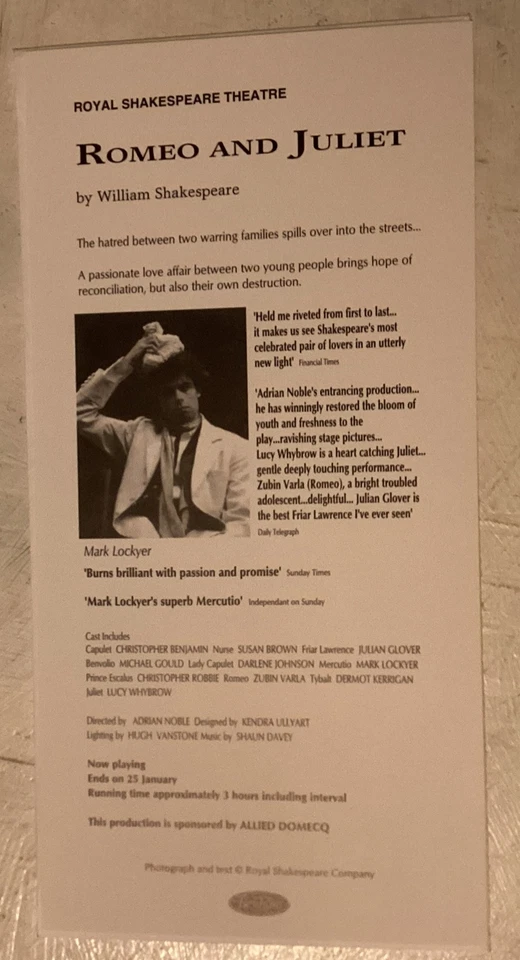 ROYAL SHAKESPEARE THEATRE
ROMEO AND JULIET
by William Shakespeare
The hatred between two warring families spills over into the streets...
A passionate love affair between two young people brings hope of
reconciliation, but also their own destruction.
'Held me riveted from first to last...
it makes us see Shakespeare's most
celebrated pair of lovers in an utterly
new light' Financial Times
'Adrian Noble's entrancing production...
he has winningly restored the bloom of
youth and freshness to the
play...ravishing stage pictures...
Lucy Whybrow is a heart catching Juliet...
gentle deeply touching performance...
Zubin Varla (Romeo), a bright troubled
adolescent...delightful... Julian Glover is
the best Friar Lawrence I've ever seen'
Daily Telegraph
Mark Lockyer
'Burns brilliant with passion and promise' Sunday Times
'Mark Lockyer's superb Mercutio' Independant on Sunday
Cast Includes
Capulet CHRISTOPHER BENJAMIN Nurse SUSAN BROWN Friar Lawrence JULIAN GLOVER
Benvolio MICHAEL GOULD Lady Capulet DARLENE JOHNSON Mercutio MARK LOCKYER
Prince Escalus CHRISTOPHER ROBBIE Romeo ZUBIN VARLA Tybalt DERMOT KERRIGAN
Juliet LUCY WHYBROW
Directed by ADRIAN NOBLE Designed by KENDRA ULLYART
Lighting by HUGH VANSTONE Music by SHAUN DAVEY
Now playing
Ends on 25 January
Running time approximately 3 hours including interval
This production is sponsored by ALLIED DOMECQ
Photograph and text © Royal Shakespeare Company